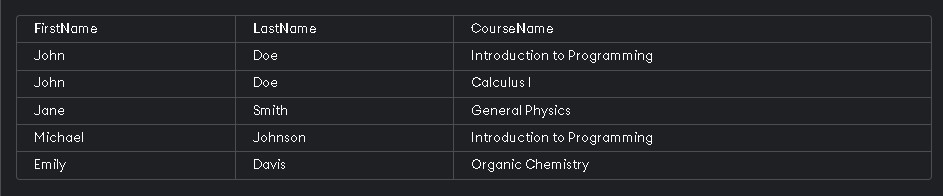 FirstName LastName CourseName
John Doe Introduction to Programming
John Doe Calculus I
Jane Smith General Physics
Michael Johnson Introduction to Programming
Emily Davis Organic Chemistry